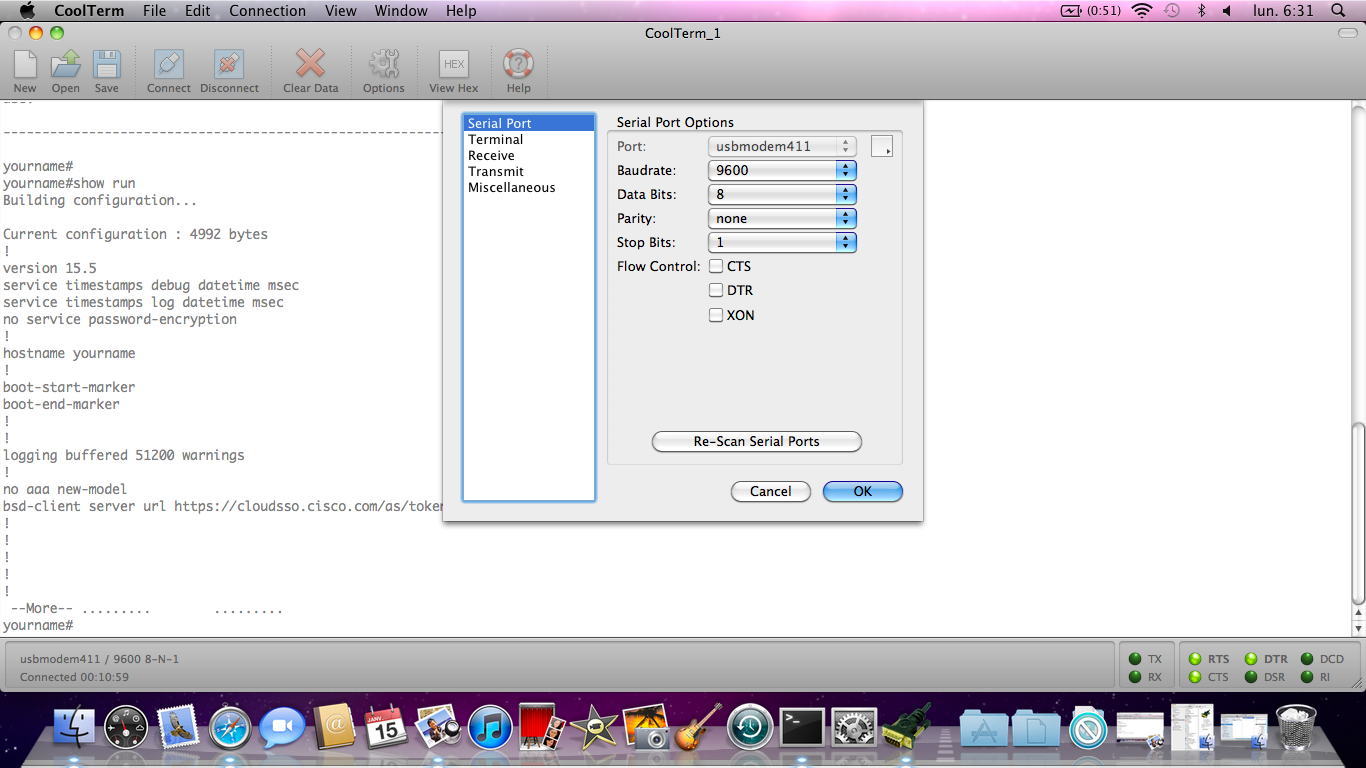 CoolTerm File Edit Connection View Window Help (0:51) lun. 6:31
CoolTerm_1
New Open Save Connect Disconnect Clear Data Options HEX View Hex Help
----------------------------------------------------------
yourname#
yourname#show run
Building configuration...
Current configuration : 4992 bytes
!
version 15.5
service timestamps debug datetime msec
service timestamps log datetime msec
no service password-encryption
!
hostname yourname
!
boot-start-marker
boot-end-marker
!
!
logging buffered 51200 warnings
!
no aaa new-model
bsd-client server url https://cloudsso.cisco.com/as/token
!
!
!
!
!
--More-- ......... .........
yourname#
Serial Port
Terminal
Receive
Transmit
Miscellaneous
Serial Port Options
Port: usbmodem411
Baudrate: 9600
Data Bits: 8
Parity: none
Stop Bits: 1
Flow Control: CTS
DTR
XON
Re-Scan Serial Ports
Cancel OK
usbmodem411 / 9600 8-N-1
Connected 00:10:59
TX RTS DTR DCD
RX CTS DSR RI
JANV.
15